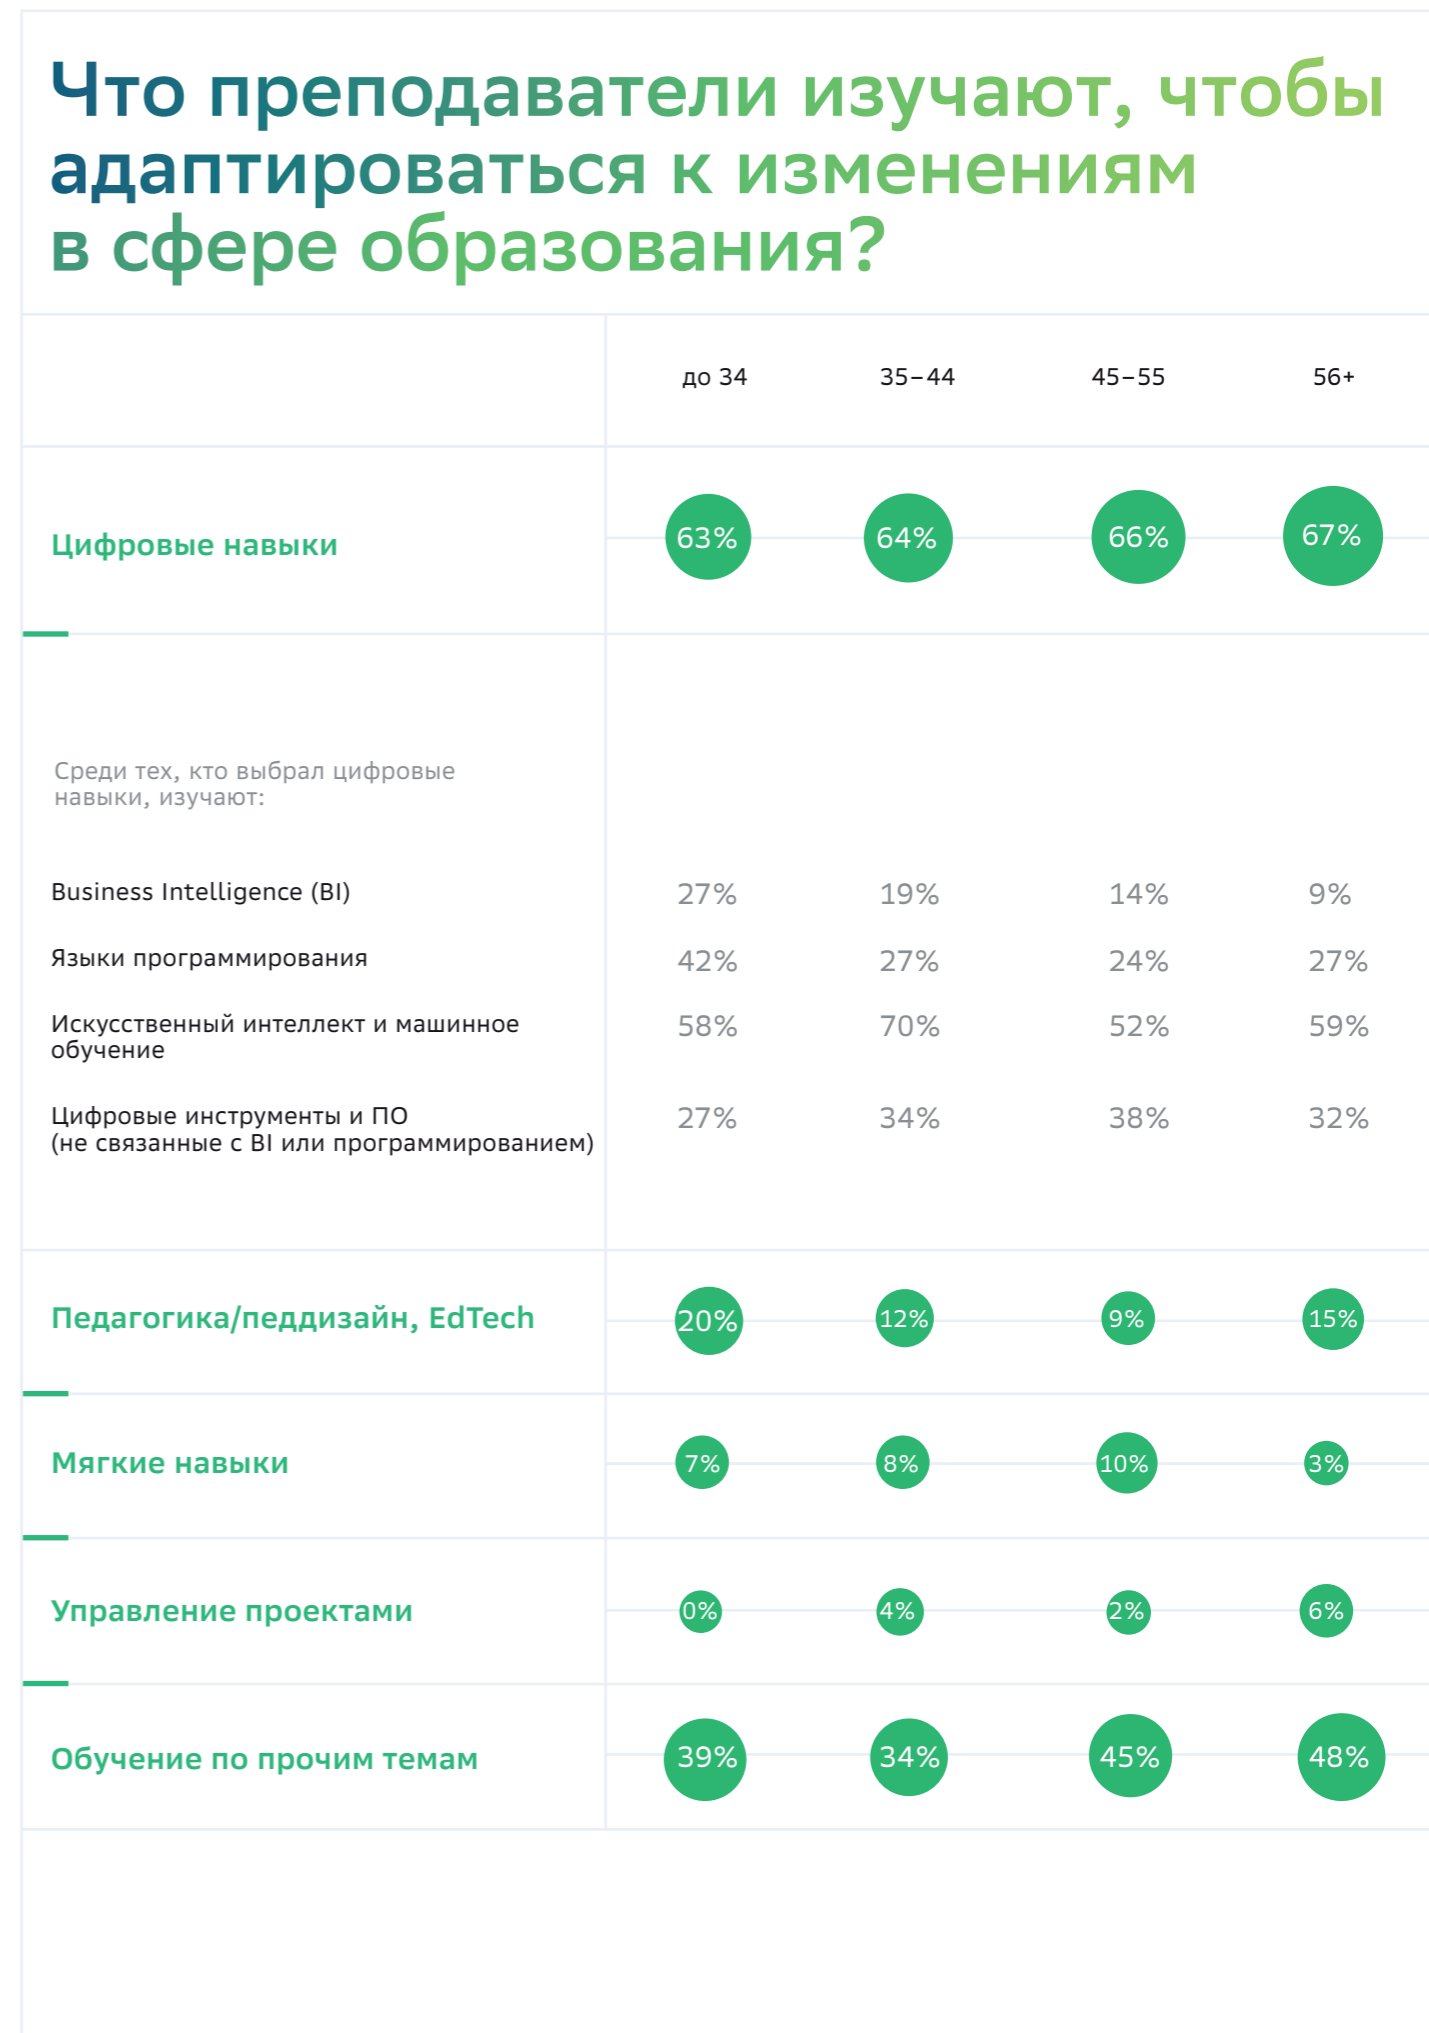 Что преподаватели изучают, чтобы
адаптироваться к изменениям
в сфере образования?
до 34 35–44 45–55 56+
Цифровые навыки 63% 64% 66% 67%
Среди тех, кто выбрал цифровые
навыки, изучают:
Business Intelligence (BI) 27% 19% 14% 9%
Языки программирования 42% 27% 24% 27%
Искусственный интеллект и машинное 58% 70% 52% 59%
обучение
Цифровые инструменты и ПО 27% 34% 38% 32%
(не связанные с BI или программированием)
Педагогика/педдизайн, EdTech 20% 12% 9% 15%
Мягкие навыки 7% 8% 10% 3%
Управление проектами 0% 4% 2% 6%
Обучение по прочим темам 39% 34% 45% 48%